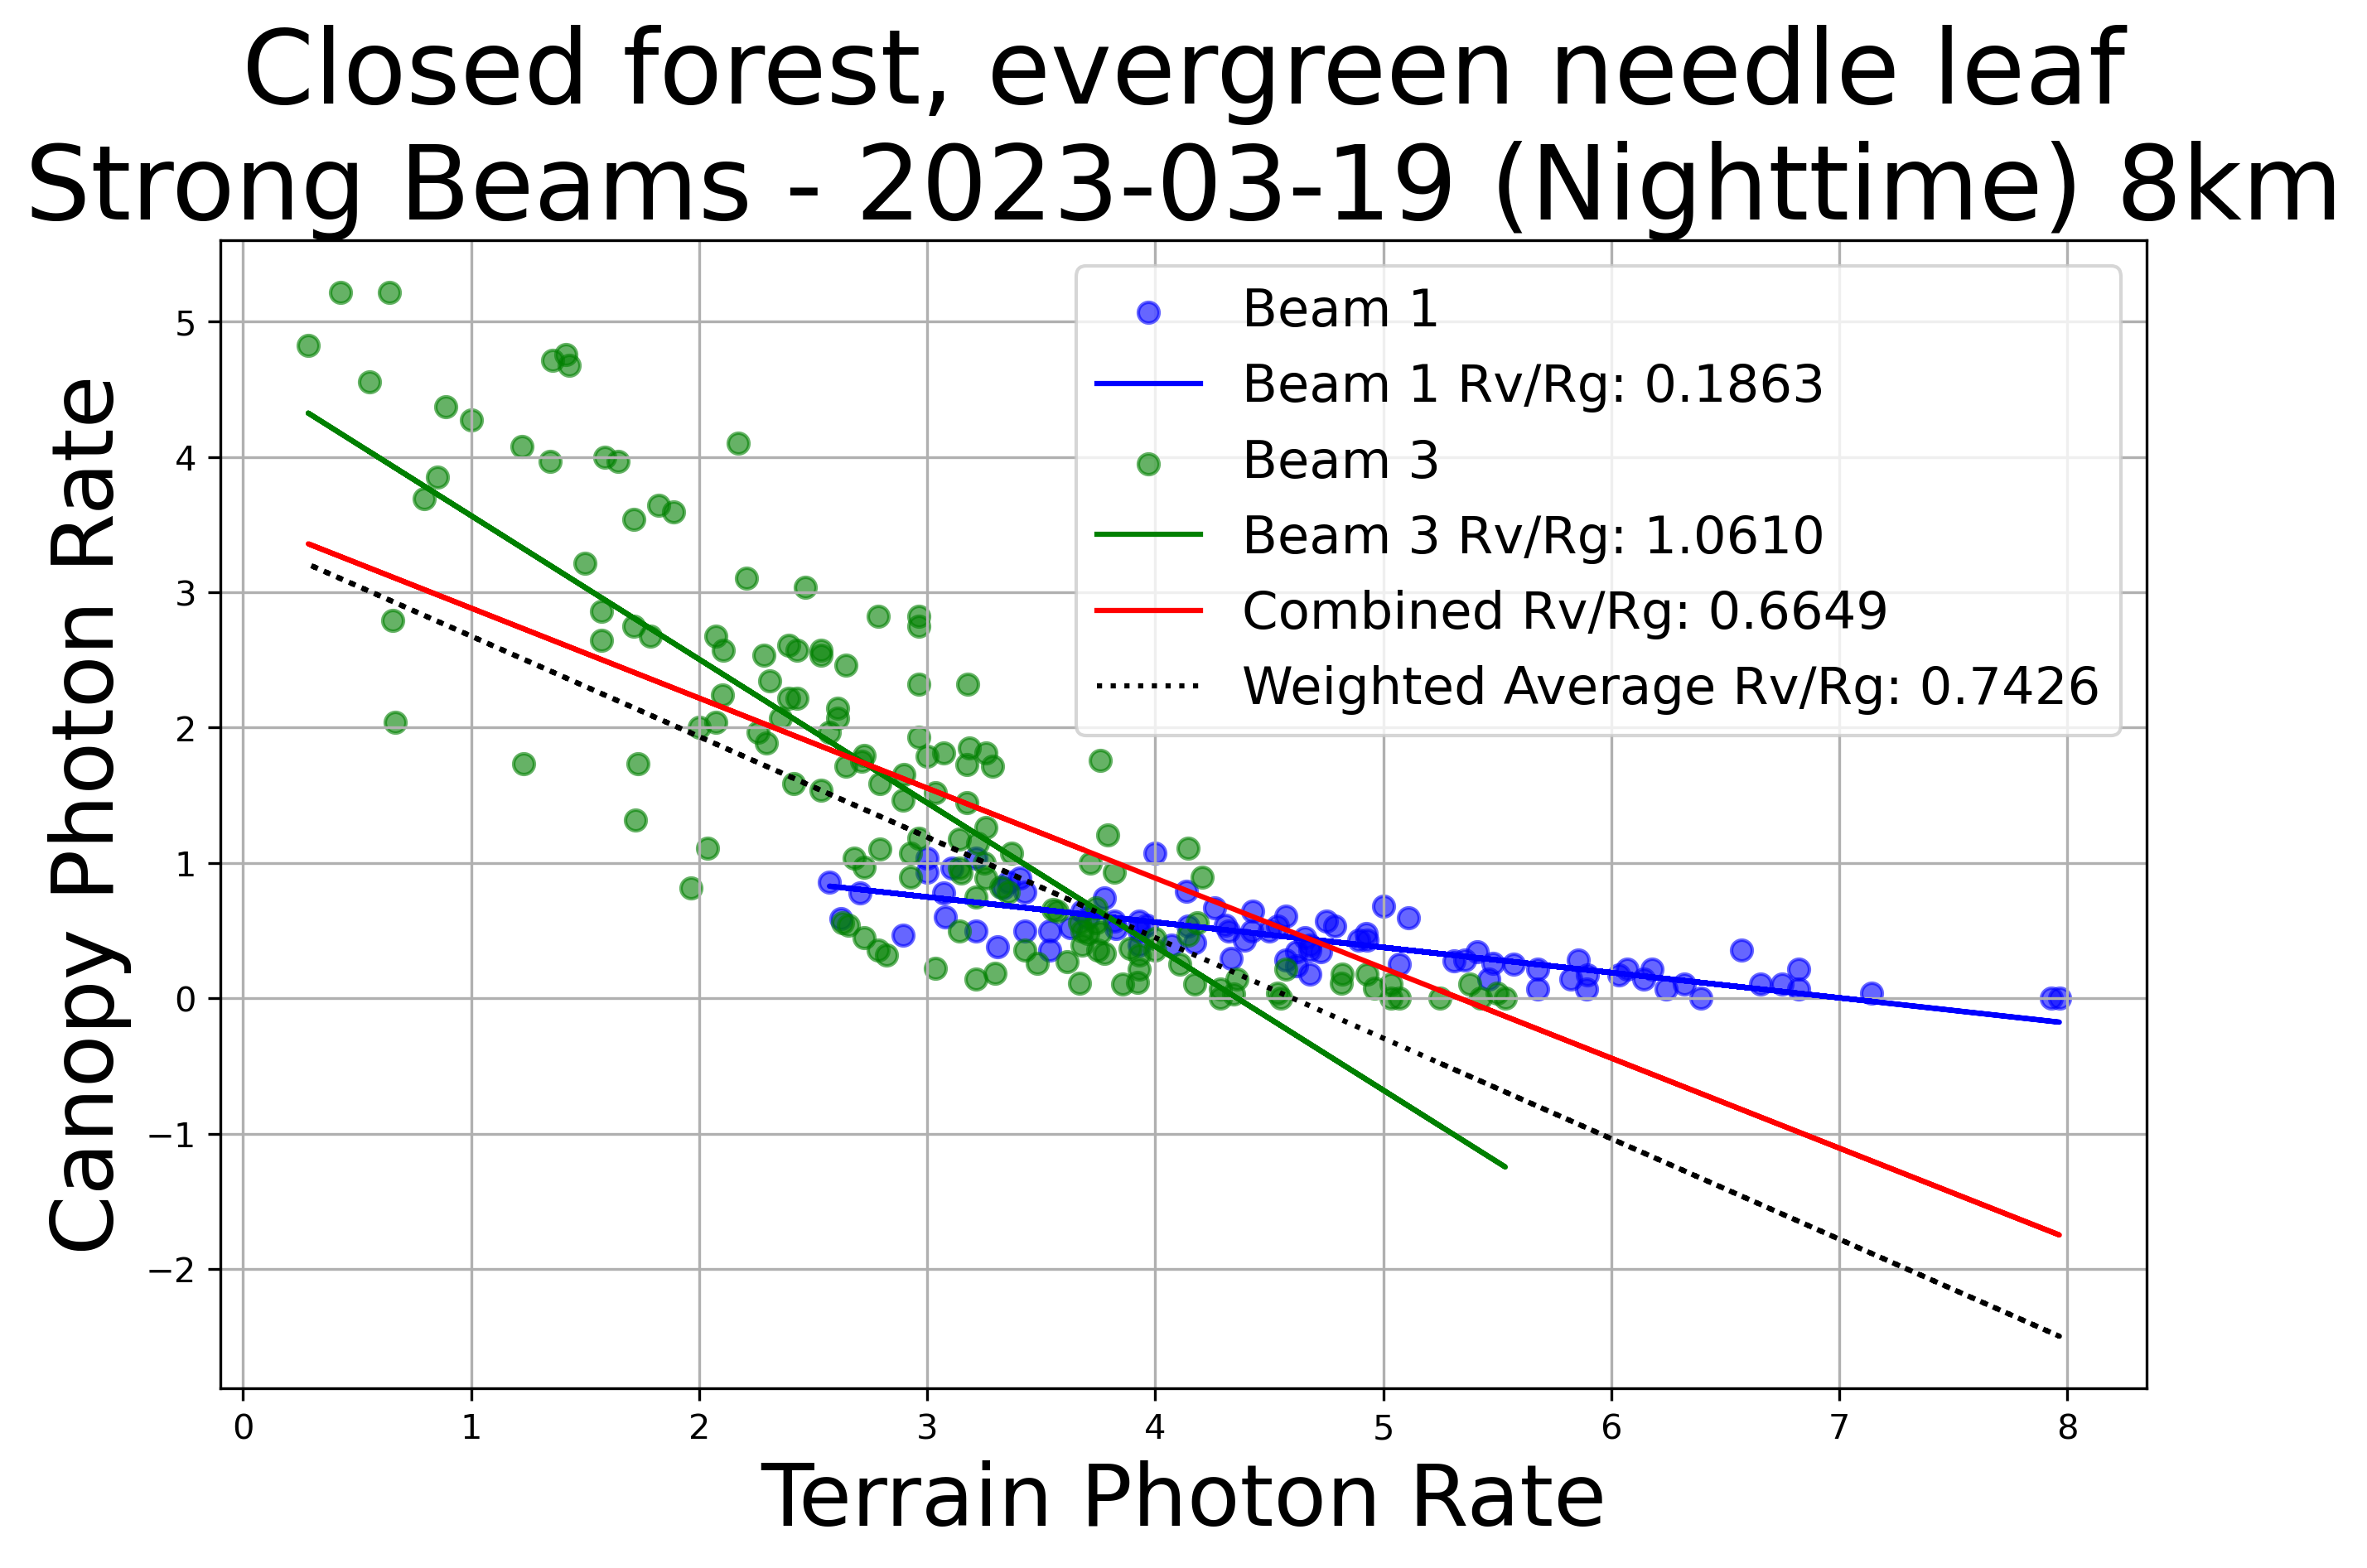 Closed forest, evergreen needle leaf
Strong Beams - 2023-03-19 (Nighttime) 8km
Beam 1
Beam 1 Rv/Rg: 0.1863
Beam 3
Beam 3 Rv/Rg: 1.0610
Combined Rv/Rg: 0.6649
Weighted Average Rv/Rg: 0.7426
Canopy Photon Rate
5
4
3
2
1
0
−1
−2
0 1 2 3 4 5 6 7 8
Terrain Photon Rate